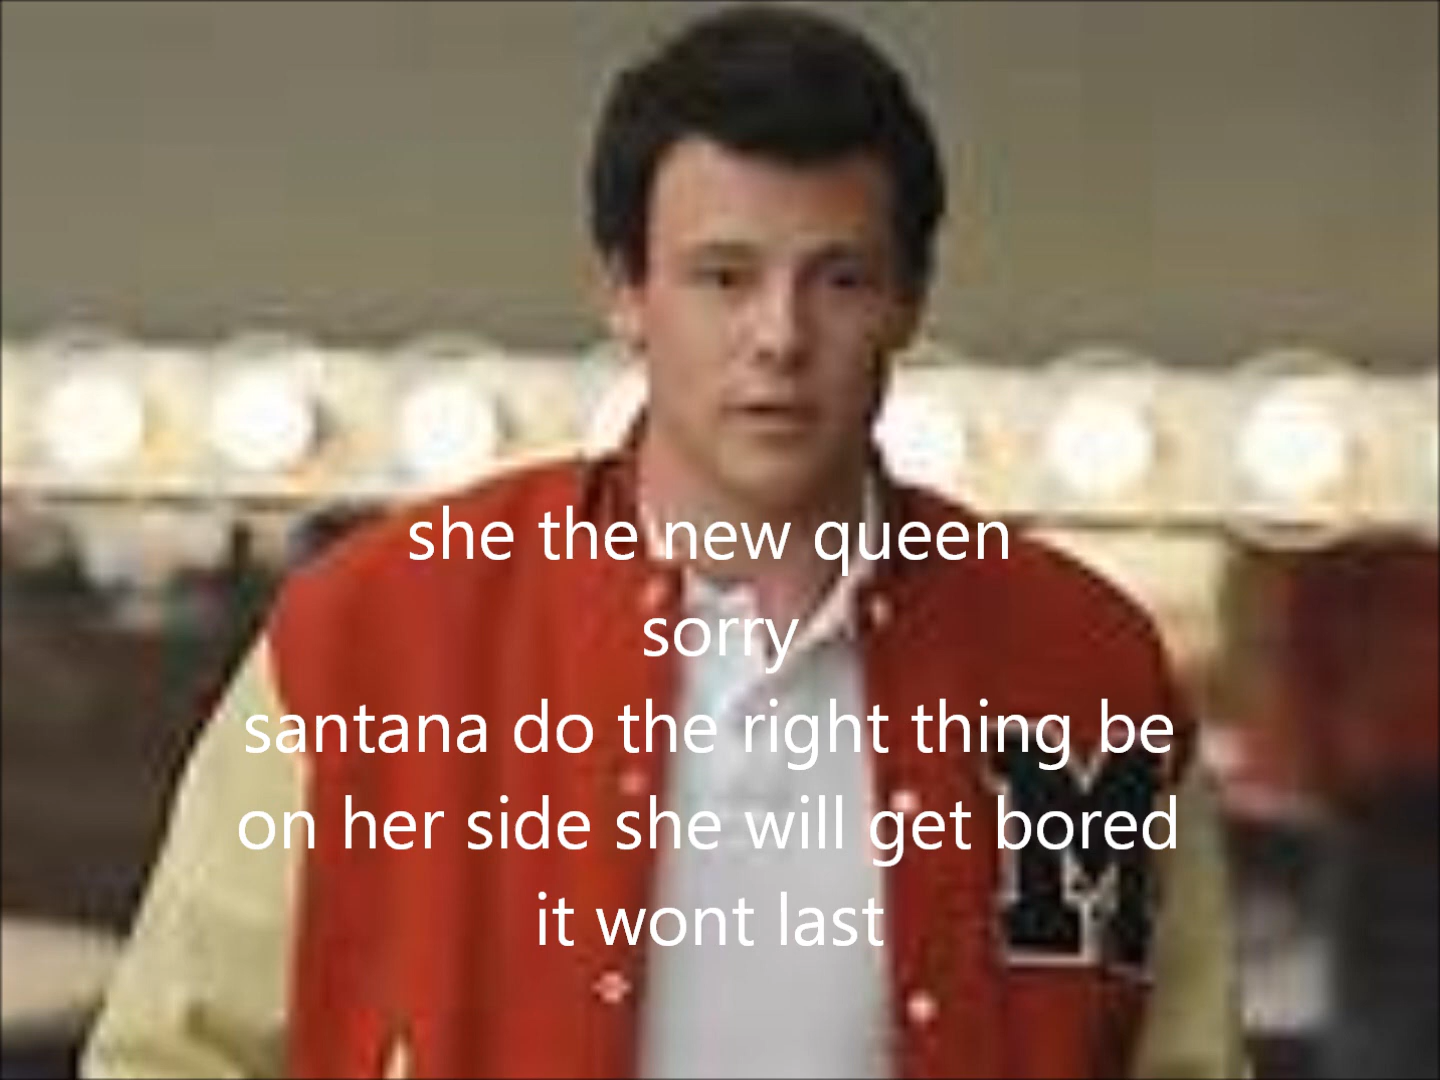 she the new queen
sorry
santana do the right thing be
on her side she will get bored
it wont last
M